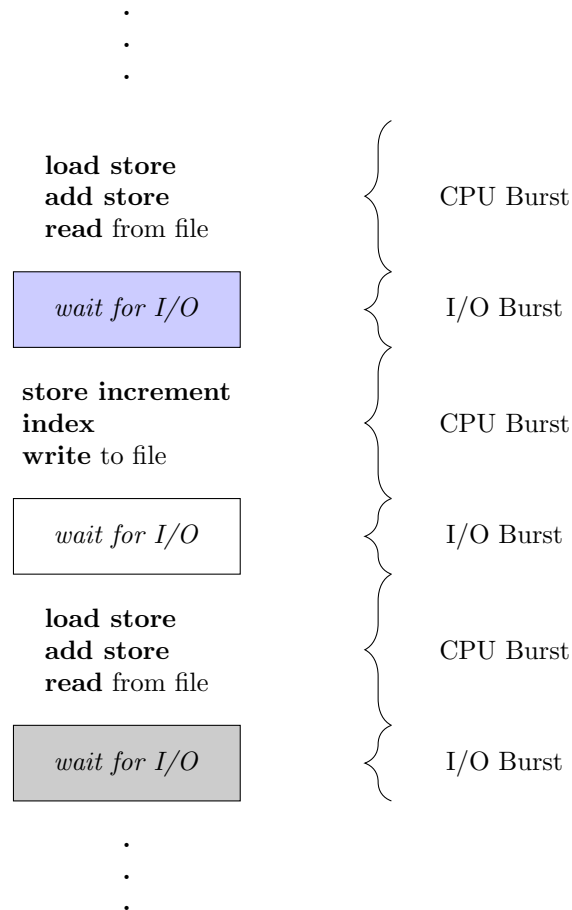 .
.
.
load store
add store
read from file
CPU Burst
wait for I/O
I/O Burst
store increment
index
write to file
CPU Burst
wait for I/O
I/O Burst
load store
add store
read from file
CPU Burst
wait for I/O
I/O Burst
.
.
.